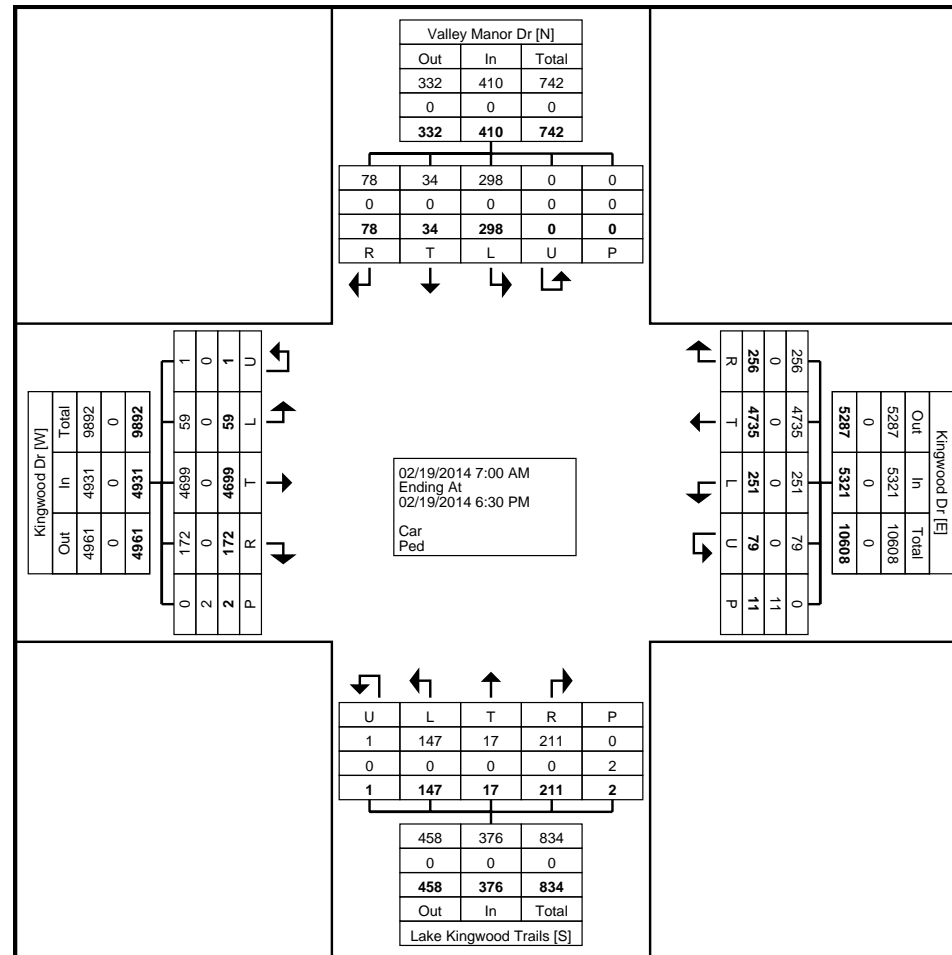 Valley Manor Dr [N]
Out In Total
332 410 742
0 0 0
332 410 742
78 34 298 0 0
0 0 0 0 0
78 34 298 0 0
R T L U P
Kingwood Dr [W]
Total In Out
9892 4931 4961
0 0 0
9892 4931 4961
1 59 4699 172 0
0 0 0 0 2
1 59 4699 172 2
U L T R P
02/19/2014 7:00 AM
Ending At
02/19/2014 6:30 PM
Car
Ped
Kingwood Dr [E]
Out In Total
5287 5321 10608
0 0 0
5287 5321 10608
256 4735 251 79 0
0 0 0 0 11
256 4735 251 79 11
R T L U P
U L T R P
1 147 17 211 0
0 0 0 0 2
1 147 17 211 2
458 376 834
0 0 0
458 376 834
Out In Total
Lake Kingwood Trails [S]